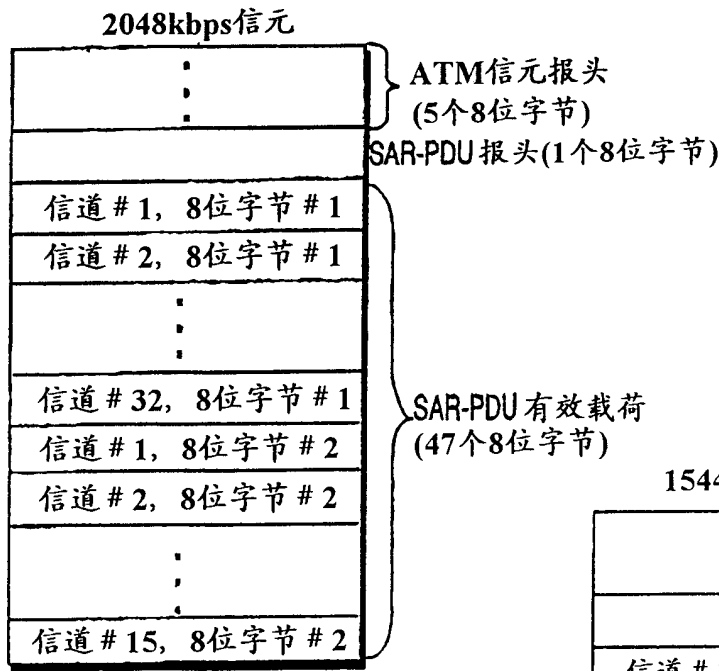 2048kbps信元
ATM信元报头
(5个8位字节)
SAR-PDU 报头(1个8位字节)
信道 # 1, 8位字节 # 1
信道 # 2, 8位字节 # 1
信道 # 32, 8位字节 # 1
信道 # 1, 8位字节 # 2
信道 # 2, 8位字节 # 2
信道 # 15, 8位字节 # 2
SAR-PDU 有效载荷
(47个8位字节)
1544
信道 #